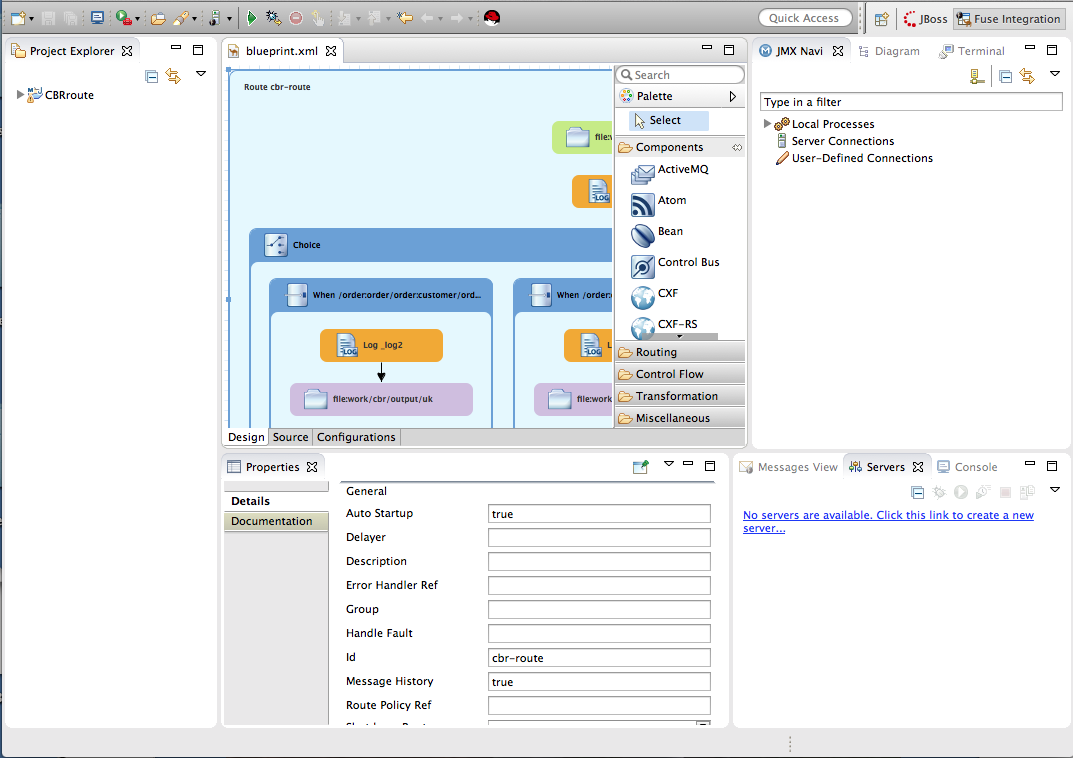 Quick Access
JBoss
Fuse Integration
Project Explorer
CBRroute
blueprint.xml
Route cbr-route
file:w
LOG
Choice
When /order:order/order:customer/ord...
When /order:
LOG
Log _log2
LOG
L
file:work/cbr/output/uk
file:work
Design
Source
Configurations
Search
Palette
Select
Components
ActiveMQ
Atom
Bean
Control Bus
CXF
CXF-RS
Routing
Control Flow
Transformation
Miscellaneous
JMX Navi
Diagram
Terminal
Type in a filter
Local Processes
Server Connections
User-Defined Connections
Properties
Details
Documentation
General
Auto Startup
true
Delayer
Description
Error Handler Ref
Group
Handle Fault
Id
cbr-route
Message History
true
Route Policy Ref
Messages View
Servers
Console
No servers are available. Click this link to create a new
server...